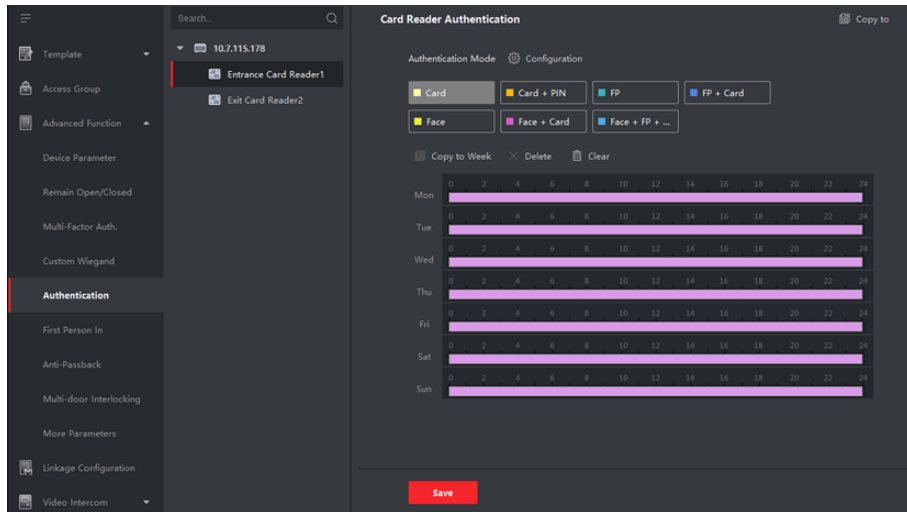 Search...
Card Reader Authentication
Copy to
Template
Access Group
Advanced Function
Device Parameter
Remain Open/Closed
Multi-Factor Auth.
Custom Wiegand
Authentication
First Person In
Anti-Passback
Multi-door Interlocking
More Parameters
Linkage Configuration
Video Intercom
10.7.115.178
Entrance Card Reader1
Exit Card Reader2
Authentication Mode Configuration
Card Card + PIN FP FP + Card
Face Face + Card Face + FP + ...
Copy to Week Delete Clear
0 2 4 6 8 10 12 14 16 18 20 22 24
Mon
0 2 4 6 8 10 12 14 16 18 20 22 24
Tue
0 2 4 6 8 10 12 14 16 18 20 22 24
Wed
0 2 4 6 8 10 12 14 16 18 20 22 24
Thu
0 2 4 6 8 10 12 14 16 18 20 22 24
Fri
0 2 4 6 8 10 12 14 16 18 20 22 24
Sat
0 2 4 6 8 10 12 14 16 18 20 22 24
Sun
Save